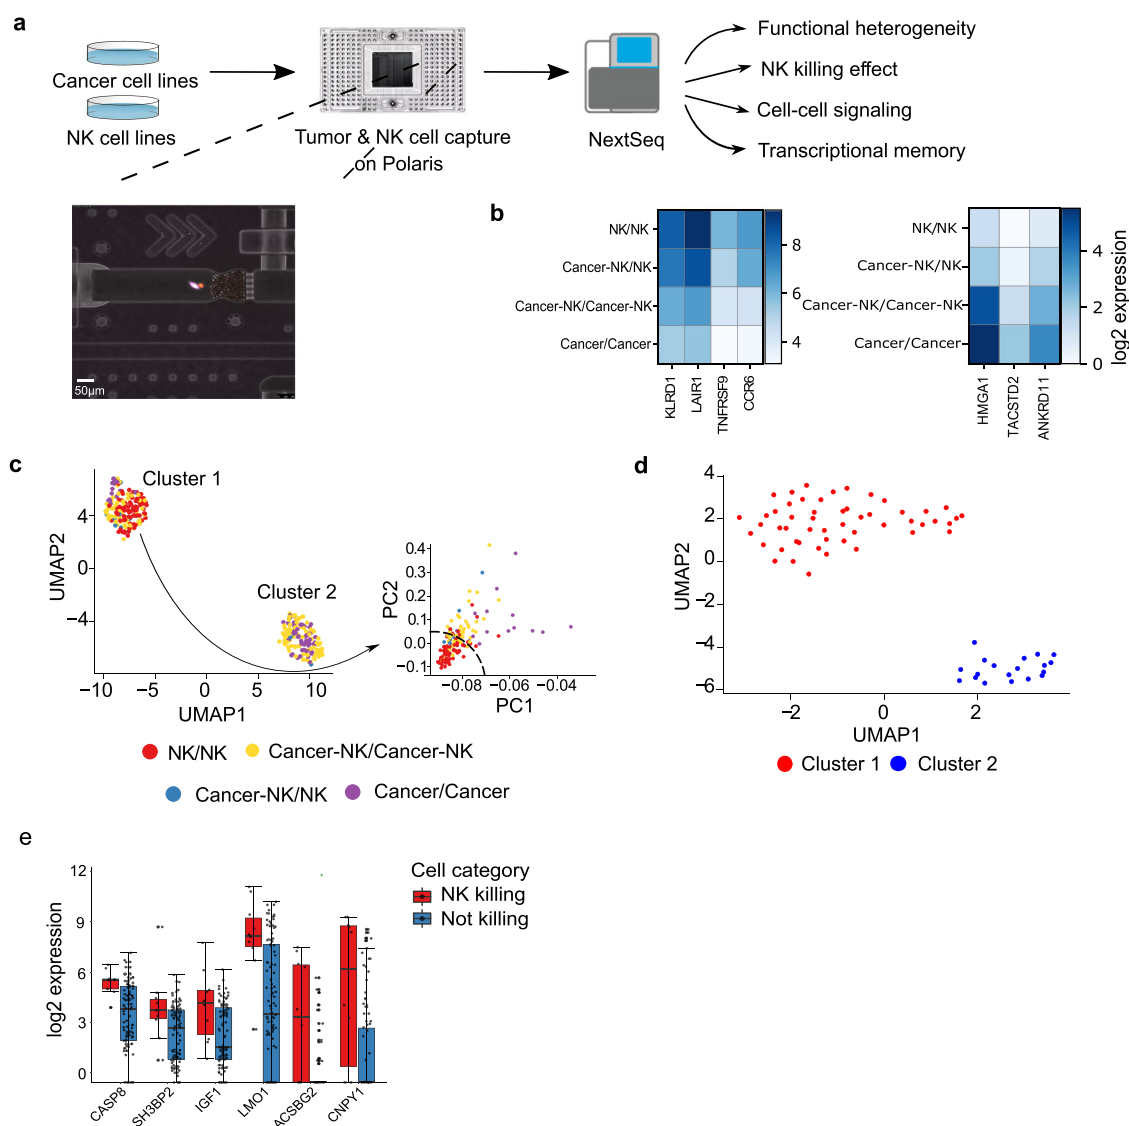 a
Cancer cell lines
NK cell lines
Tumor & NK cell capture
on Polaris
NextSeq
Functional heterogeneity
NK killing effect
Cell-cell signaling
Transcriptional memory
50µm
b
NK/NK
Cancer-NK/NK
Cancer-NK/Cancer-NK
Cancer/Cancer
KLRD1
LAIR1
TNFRSF9
CCR6
8
6
4
NK/NK
Cancer-NK/NK
Cancer-NK/Cancer-NK
Cancer/Cancer
HMGA1
TACSTD2
ANKRD11
4
2
0
log2 expression
c
Cluster 1
Cluster 2
UMAP2
4
0
−4
−10
−5
0
5
10
UMAP1
PC2
0.4
0.3
0.2
0.1
0.0
−0.1
−0.08
−0.06
−0.04
PC1
NK/NK
Cancer-NK/Cancer-NK
Cancer-NK/NK
Cancer/Cancer
d
UMAP2
4
2
0
−2
−4
−6
−2
0
2
UMAP1
Cluster 1
Cluster 2
e
log2 expression
12
9
6
3
0
CASP8
SH3BP2
IGF1
LMO1
ACSBG2
CNPY1
Cell category
NK killing
Not killing